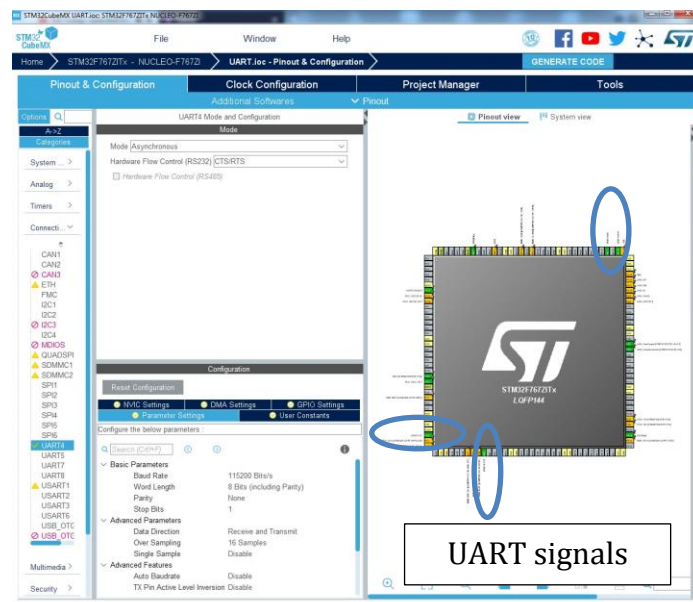 STM32CubeMX UART.ioc: STM32F767ZITx NUCLEO-F767ZI
STM32
CubeMX
File
Window
Help
Home
STM32F767ZITx - NUCLEO-F767ZI
UART.ioc - Pinout & Configuration
GENERATE CODE
Pinout & Configuration
Clock Configuration
Project Manager
Tools
Additional Softwares
Pinout
Options
A->Z
Categories
System ...
Analog
Timers
Connecti...
CAN1
CAN2
CAN3
ETH
FMC
I2C1
I2C2
I2C3
I2C4
MDIOS
QUADSPI
SDMMC1
SDMMC2
SPI1
SPI2
SPI3
SPI4
SPI5
SPI6
UART4
UART5
UART7
UART8
USART1
USART2
USART3
USART6
USB_OTC
USB_OTC
Multimedia
Security
UART4 Mode and Configuration
Mode
Mode Asynchronous
Hardware Flow Control (RS232) CTS/RTS
Hardware Flow Control (RS485)
Configuration
Reset Configuration
NVIC Settings
DMA Settings
GPIO Settings
Parameter Settings
User Constants
Configure the below parameters :
Search (Ctrl+F)
Basic Parameters
Baud Rate 115200 Bits/s
Word Length 8 Bits (including Parity)
Parity None
Stop Bits 1
Advanced Parameters
Data Direction Receive and Transmit
Over Sampling 16 Samples
Single Sample Disable
Advanced Features
Auto Baudrate Disable
TX Pin Active Level Inversion Disable
Pinout view
System view
STM32F767ZITx
LQFP144
UART signals